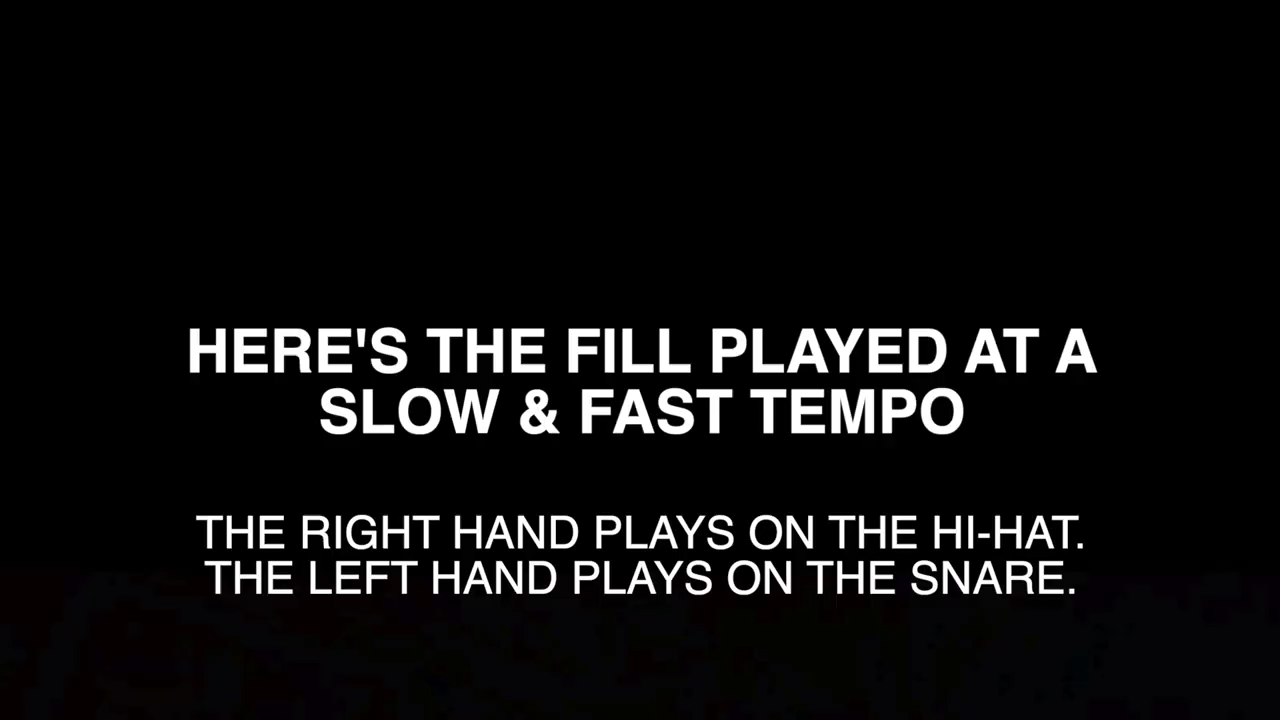 HERE'S THE FILL PLAYED AT A
SLOW & FAST TEMPO
THE RIGHT HAND PLAYS ON THE HI-HAT.
THE LEFT HAND PLAYS ON THE SNARE.